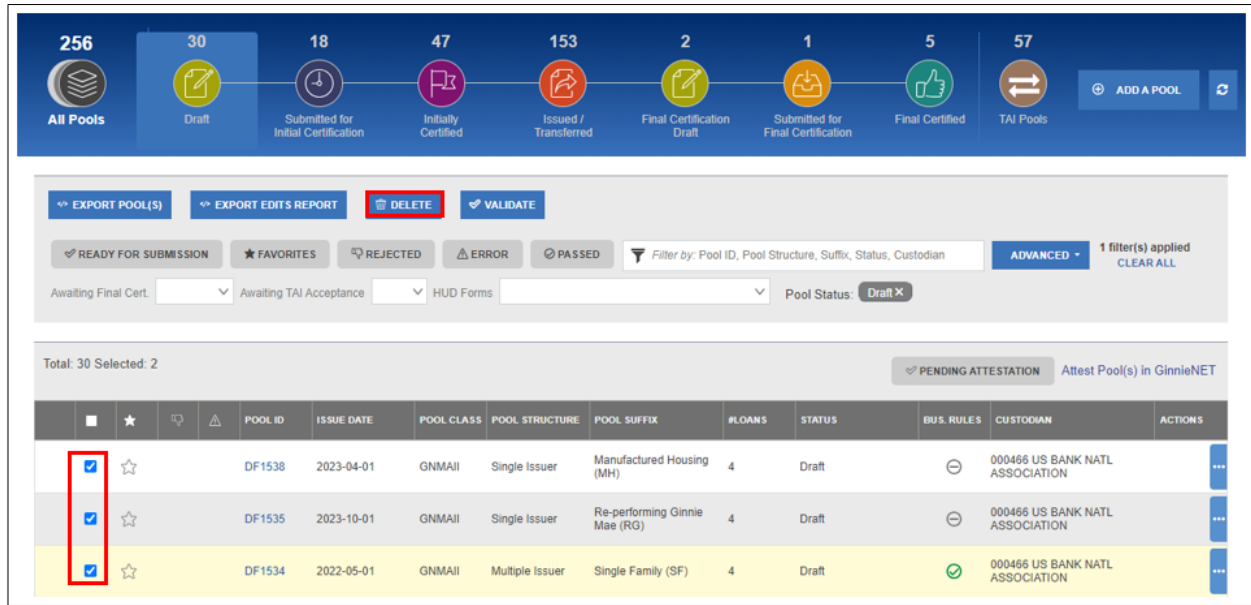 256 30 18 47 153 2 1 5 57
All Pools Draft Submitted for Initially Issued / Final Certification Submitted for Final Certified TAI Pools ADD A POOL
Initial Certification Certified Transferred Draft Final Certification
EXPORT POOL(S) EXPORT EDITS REPORT DELETE VALIDATE
READY FOR SUBMISSION FAVORITES REJECTED ERROR PASSED Filter by: Pool ID, Pool Structure, Suffix, Status, Custodian ADVANCED 1 filter(s) applied
CLEAR ALL
Awaiting Final Cert. Awaiting TAI Acceptance HUD Forms Pool Status: Draft X
Total: 30 Selected: 2
PENDING ATTESTATION Attest Pool(s) in GinnieNET
POOL ID ISSUE DATE POOL CLASS POOL STRUCTURE POOL SUFFIX #LOANS STATUS BUS. RULES CUSTODIAN ACTIONS
DF1538 2023-04-01 GNMAII Single Issuer Manufactured Housing 4 Draft 000466 US BANK NATL
(MH) ASSOCIATION
DF1535 2023-10-01 GNMAII Single Issuer Re-performing Ginnie 4 Draft 000466 US BANK NATL
Mae (RG) ASSOCIATION
DF1534 2022-05-01 GNMAII Multiple Issuer Single Family (SF) 4 Draft 000466 US BANK NATL
ASSOCIATION